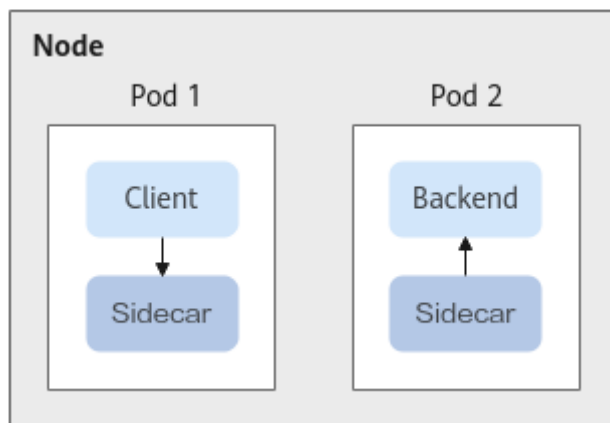 Node
Pod 1
Pod 2
Client
Backend
Sidecar
Sidecar